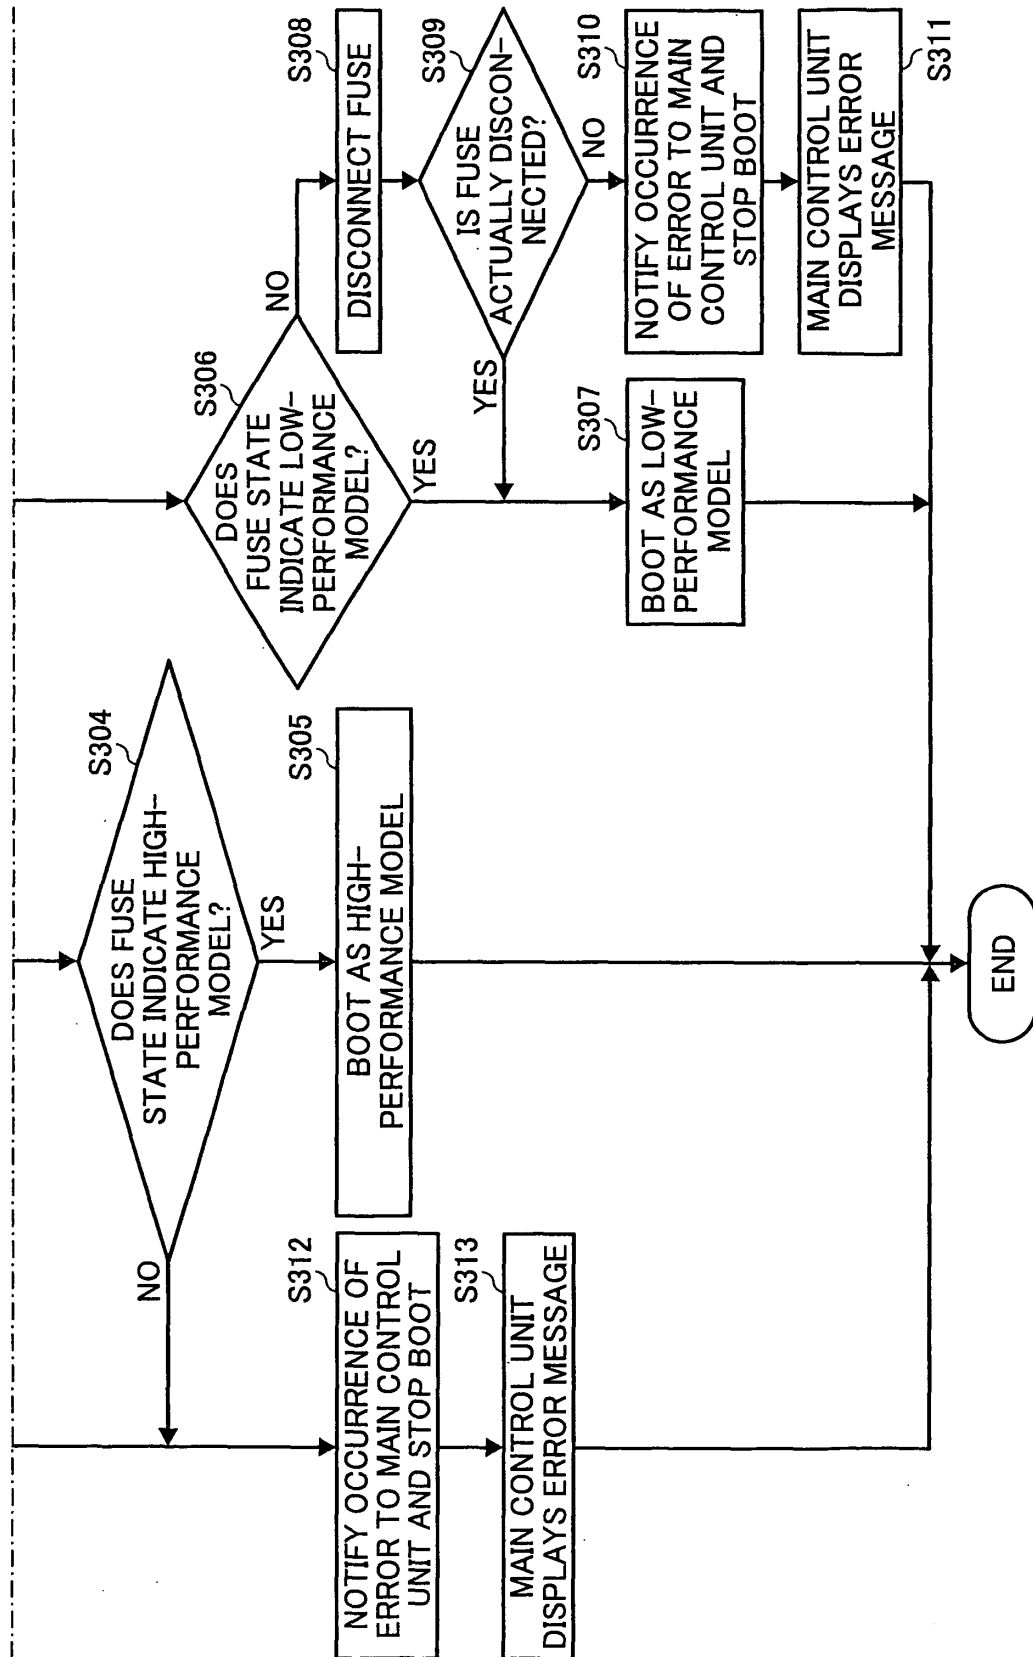 S304
DOES FUSE
STATE INDICATE HIGH-
PERFORMANCE
MODEL?
NO
YES
S312
NOTIFY OCCURRENCE OF
ERROR TO MAIN CONTROL
UNIT AND STOP BOOT
S313
MAIN CONTROL UNIT
DISPLAYS ERROR MESSAGE
S305
BOOT AS HIGH-
PERFORMANCE MODEL
S306
DOES
FUSE STATE
INDICATE LOW-
PERFORMANCE
MODEL?
NO
YES
S308
DISCONNECT FUSE
S309
IS FUSE
ACTUALLY DISCON-
NECTED?
YES
NO
S307
BOOT AS LOW-
PERFORMANCE
MODEL
S310
NOTIFY OCCURRENCE
OF ERROR TO MAIN
CONTROL UNIT AND
STOP BOOT
S311
MAIN CONTROL UNIT
DISPLAYS ERROR
MESSAGE
END